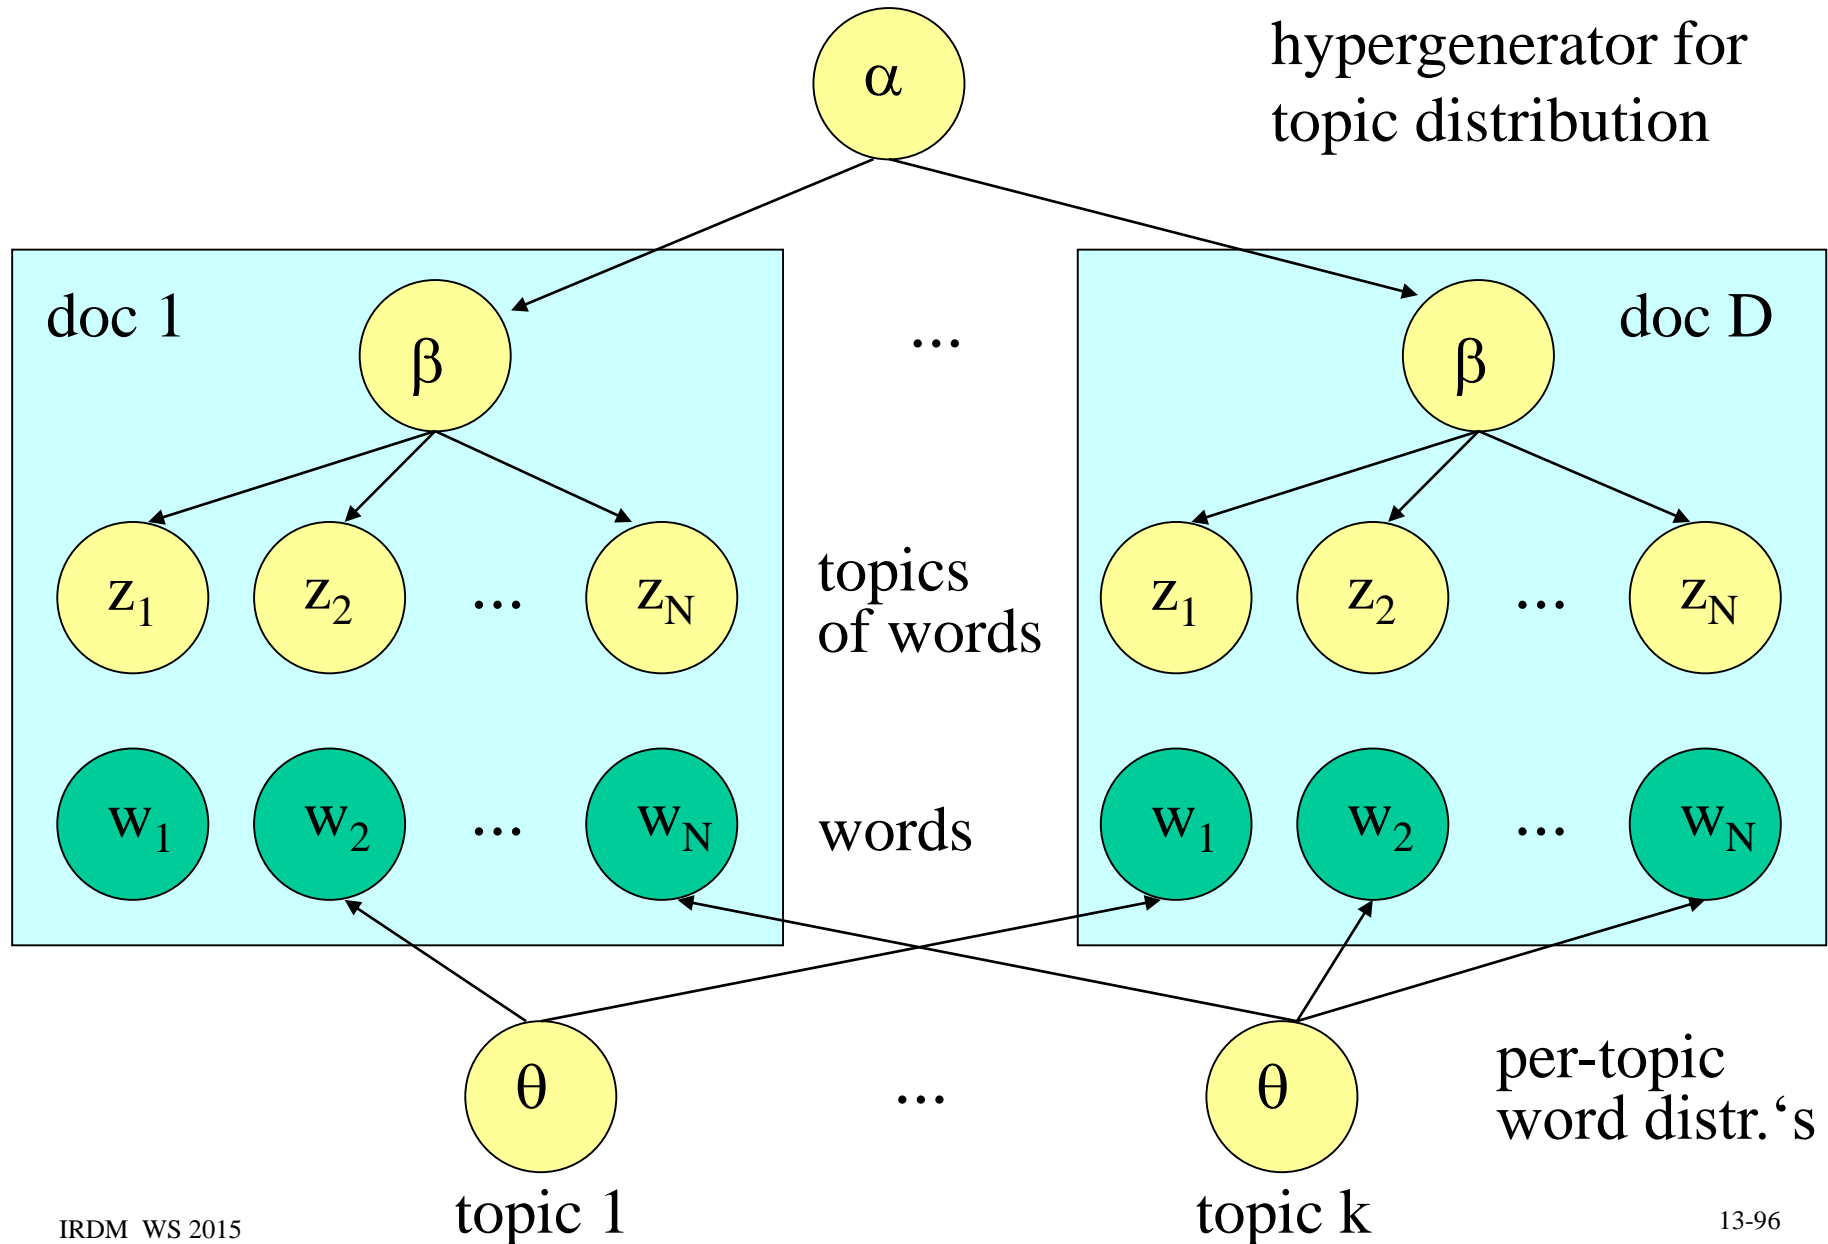 α
hypergenerator for
topic distribution
doc 1
β
...
β
doc D
z1 z2 ... zN
topics
of words
z1 z2 ... zN
w1 w2 ... wN
words
w1 w2 ... wN
θ
...
θ
per-topic
word distr.‘s
topic 1
topic k
IRDM WS 2015
13-96